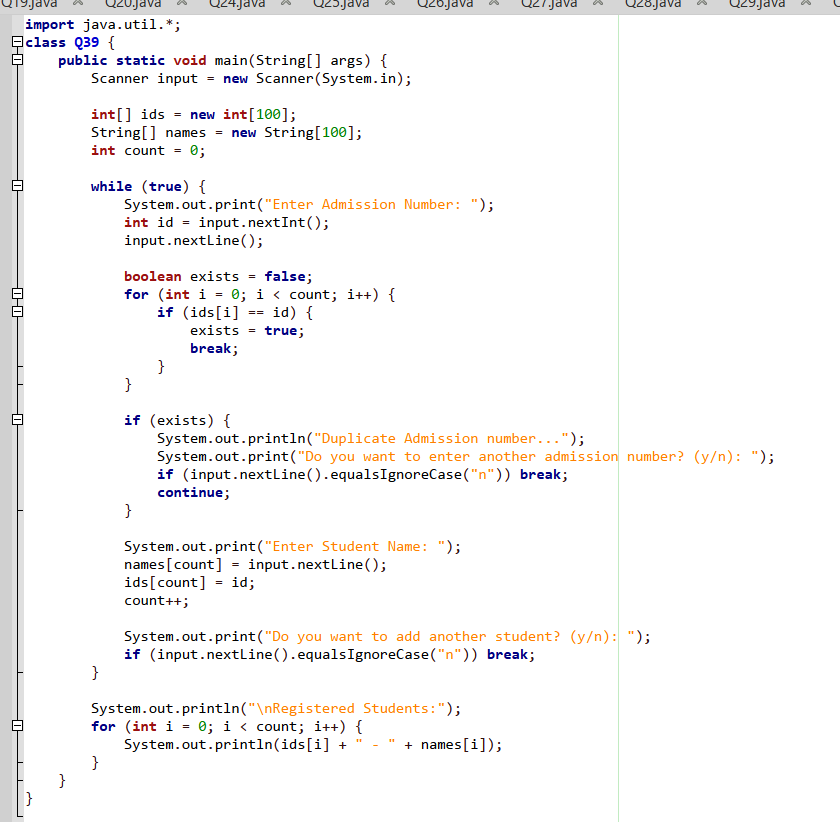 Q19.java Q20.java Q24.java Q25.java Q26.java Q27.java Q28.java Q29.java
import java.util.*;
class Q39 {
    public static void main(String[] args) {
        Scanner input = new Scanner(System.in);

        int[] ids = new int[100];
        String[] names = new String[100];
        int count = 0;

        while (true) {
            System.out.print("Enter Admission Number: ");
            int id = input.nextInt();
            input.nextLine();

            boolean exists = false;
            for (int i = 0; i < count; i++) {
                if (ids[i] == id) {
                    exists = true;
                    break;
                }
            }

            if (exists) {
                System.out.println("Duplicate Admission number...");
                System.out.print("Do you want to enter another admission number? (y/n): ");
                if (input.nextLine().equalsIgnoreCase("n")) break;
                continue;
            }

            System.out.print("Enter Student Name: ");
            names[count] = input.nextLine();
            ids[count] = id;
            count++;

            System.out.print("Do you want to add another student? (y/n): ");
            if (input.nextLine().equalsIgnoreCase("n")) break;
        }

        System.out.println("\nRegistered Students:");
        for (int i = 0; i < count; i++) {
            System.out.println(ids[i] + " - " + names[i]);
        }
    }
}